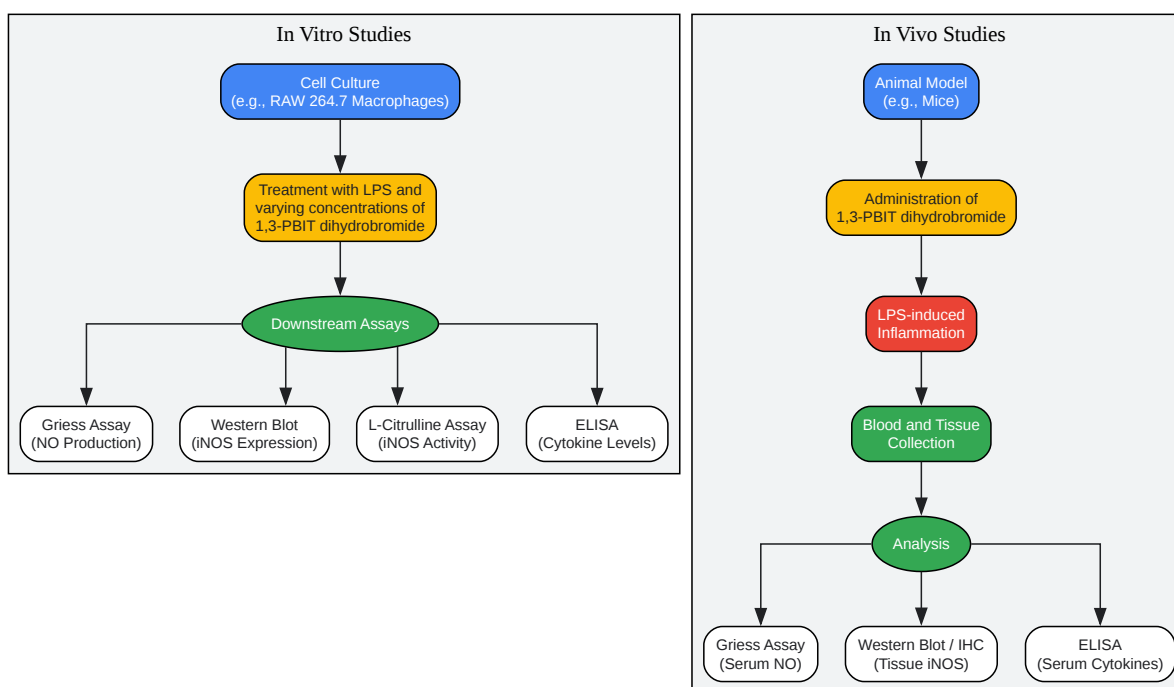 In Vitro Studies
Cell Culture
(e.g., RAW 264.7 Macrophages)
Treatment with LPS and
varying concentrations of
1,3-PBIT dihydrobromide
Downstream Assays
Griess Assay
(NO Production)
Western Blot
(iNOS Expression)
L-Citrulline Assay
(iNOS Activity)
ELISA
(Cytokine Levels)
In Vivo Studies
Animal Model
(e.g., Mice)
Administration of
1,3-PBIT dihydrobromide
LPS-induced
Inflammation
Blood and Tissue
Collection
Analysis
Griess Assay
(Serum NO)
Western Blot / IHC
(Tissue iNOS)
ELISA
(Serum Cytokines)